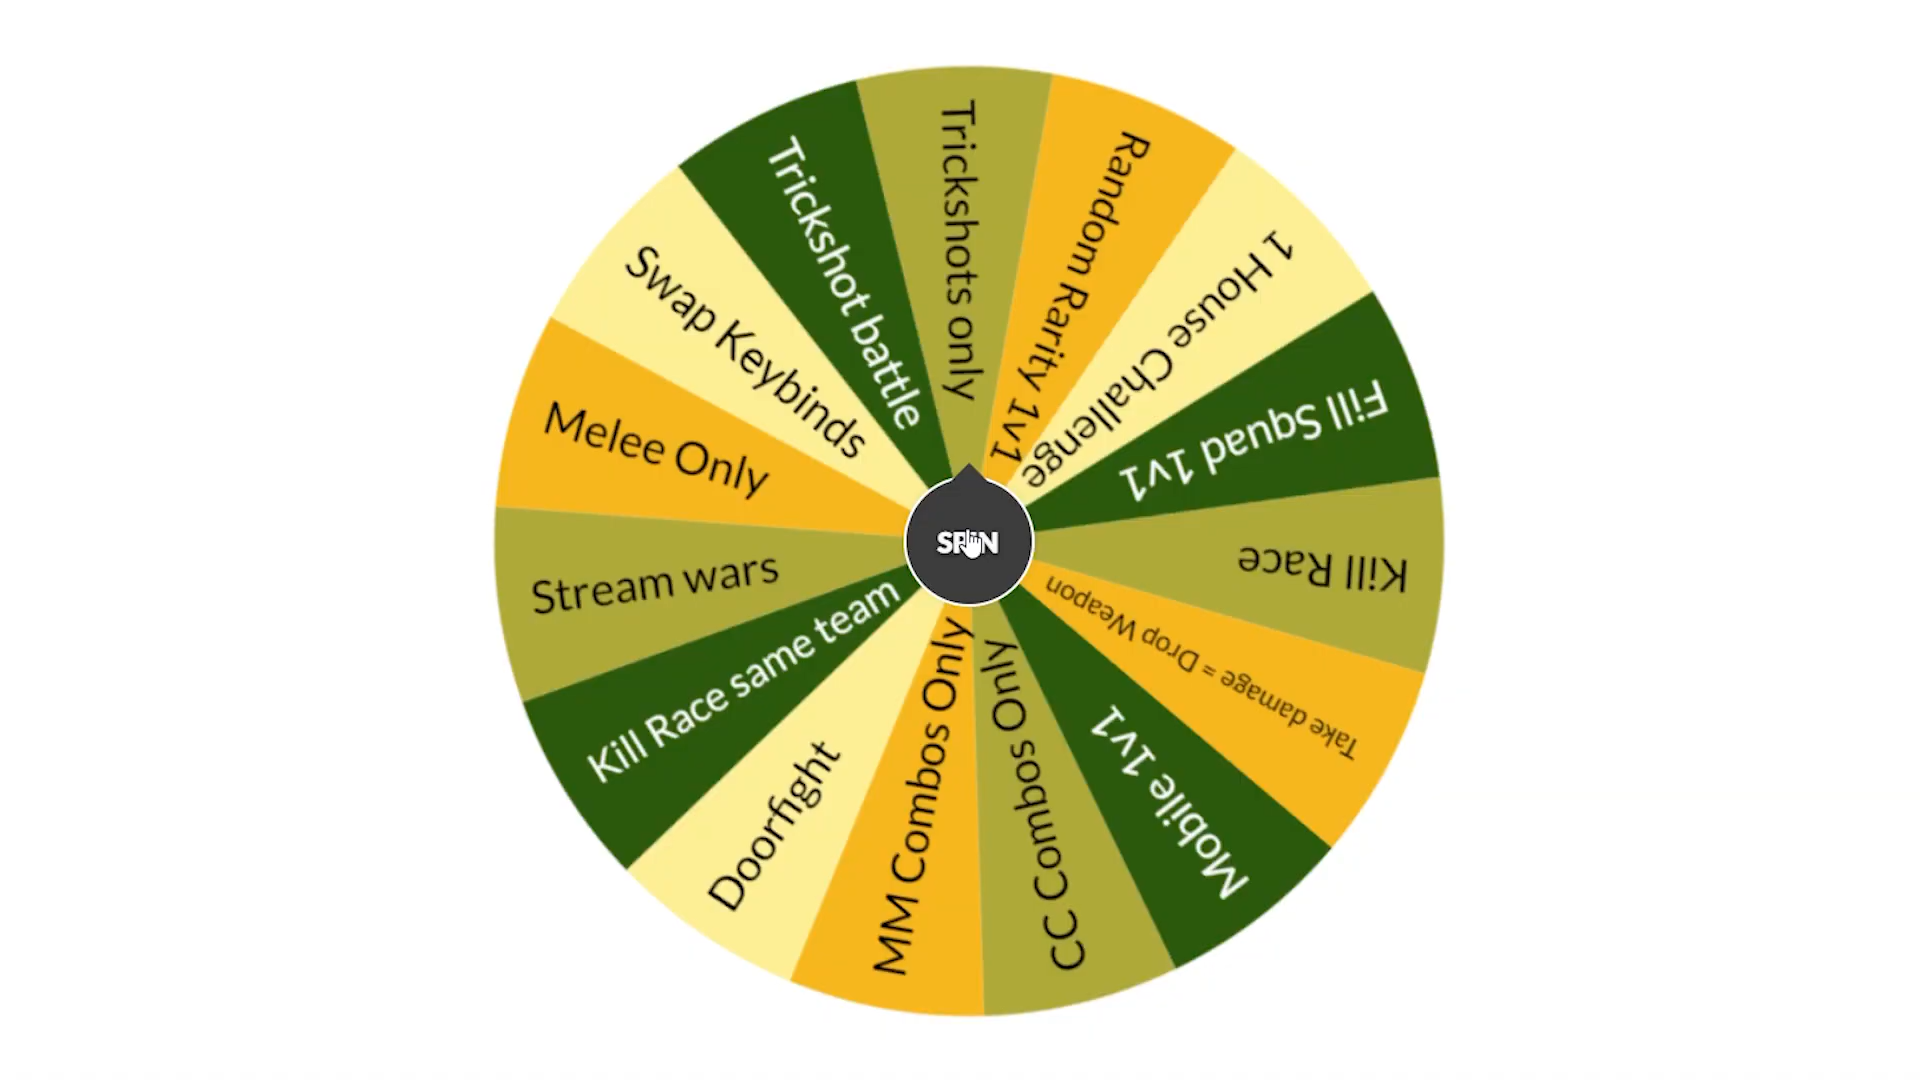 Trickshots only
Random Rarity 1v1
1 House Challenge
Fill Squad 1v1
Kill Race
Take damage = Drop Weapon
Mobile 1v1
CC Combos Only
MM Combos Only
Doorfight
Kill Race same team
Stream wars
Melee Only
Swap Keybinds
Trickshot battle
SPIN